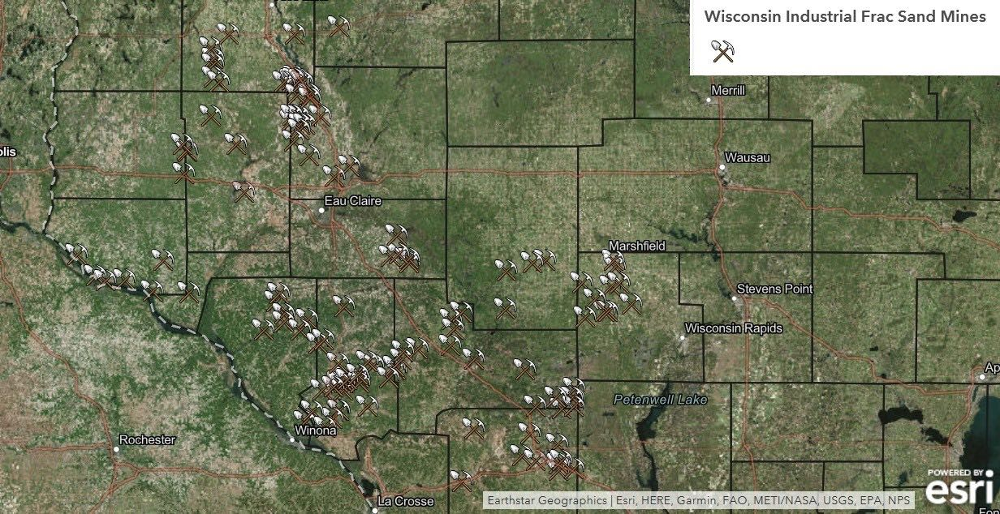 Wisconsin Industrial Frac Sand Mines
Merrill
olis
Wausau
Eau Claire
Marshfield
Stevens Point
Wisconsin Rapids
Ap
Petenwell Lake
Winona
Rochester
La Crosse
POWERED BY
esri
Earthstar Geographics | Esri, HERE, Garmin, FAO, METI/NASA, USGS, EPA, NPS